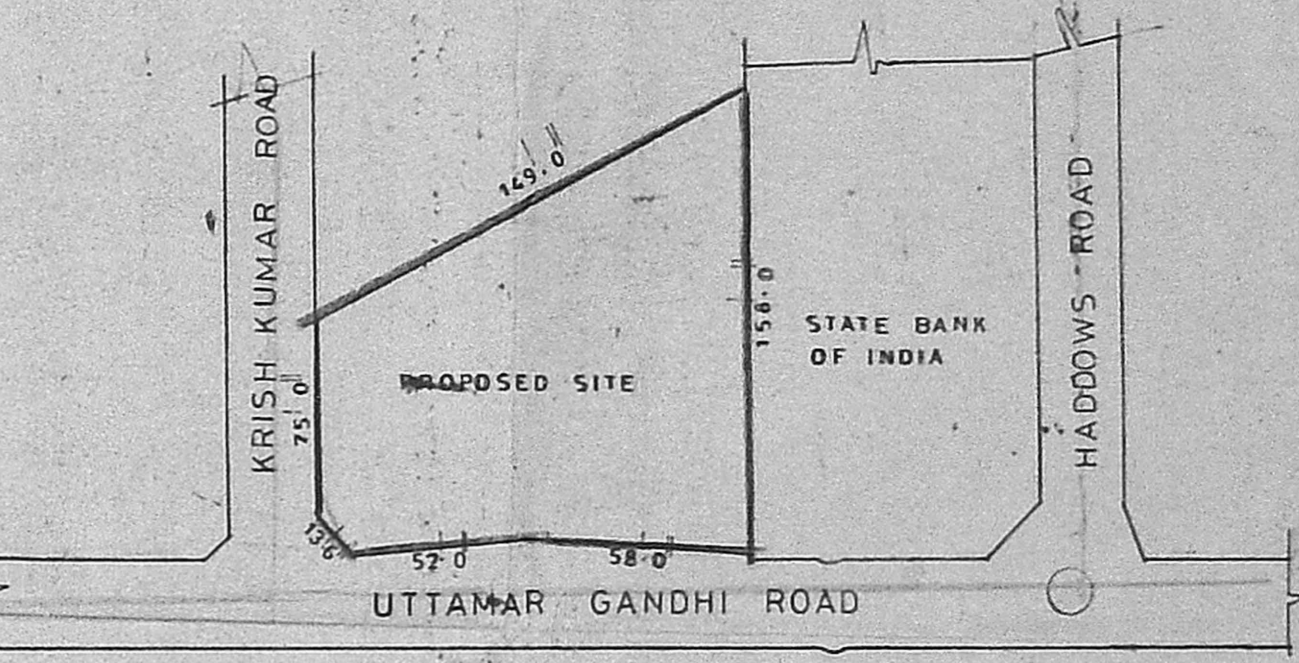 KRISH KUMAR ROAD
149'.0"
75'.0"
PROPOSED SITE
158.0
STATE BANK
OF INDIA
HADDOWS-ROAD
13'6"
52.0
58.0
UTTAMAR GANDHI ROAD